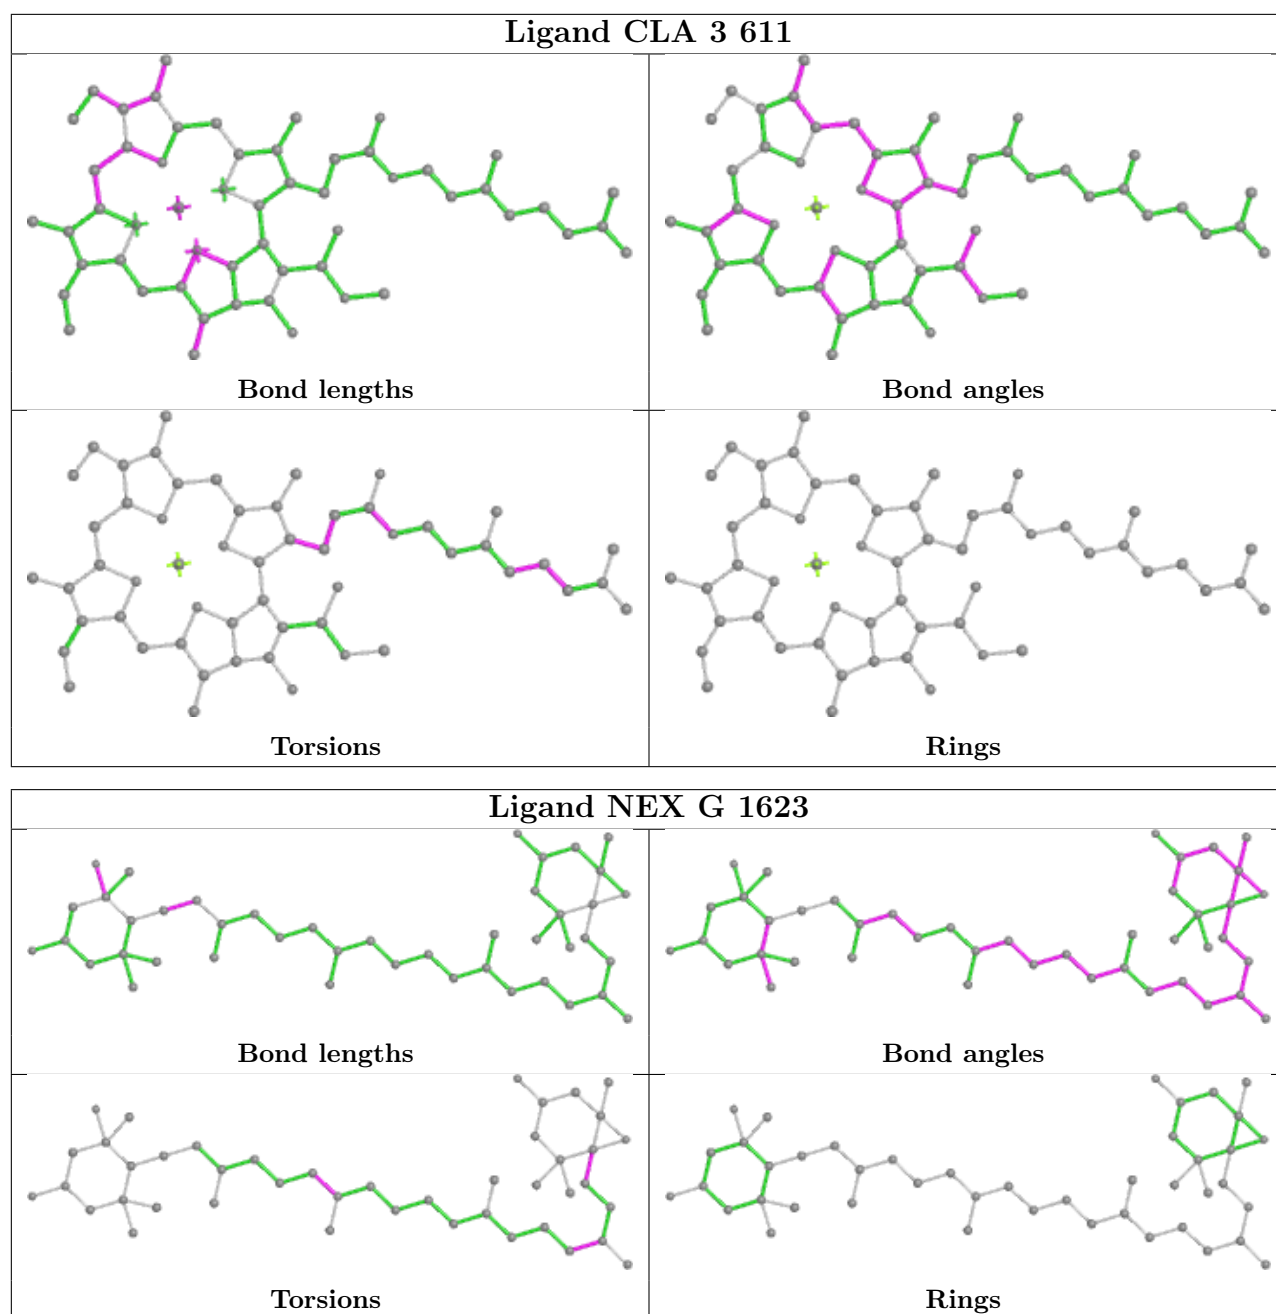 Ligand CLA 3 611
Bond lengths
Bond angles
Torsions
Rings
Ligand NEX G 1623
Bond lengths
Bond angles
Torsions
Rings